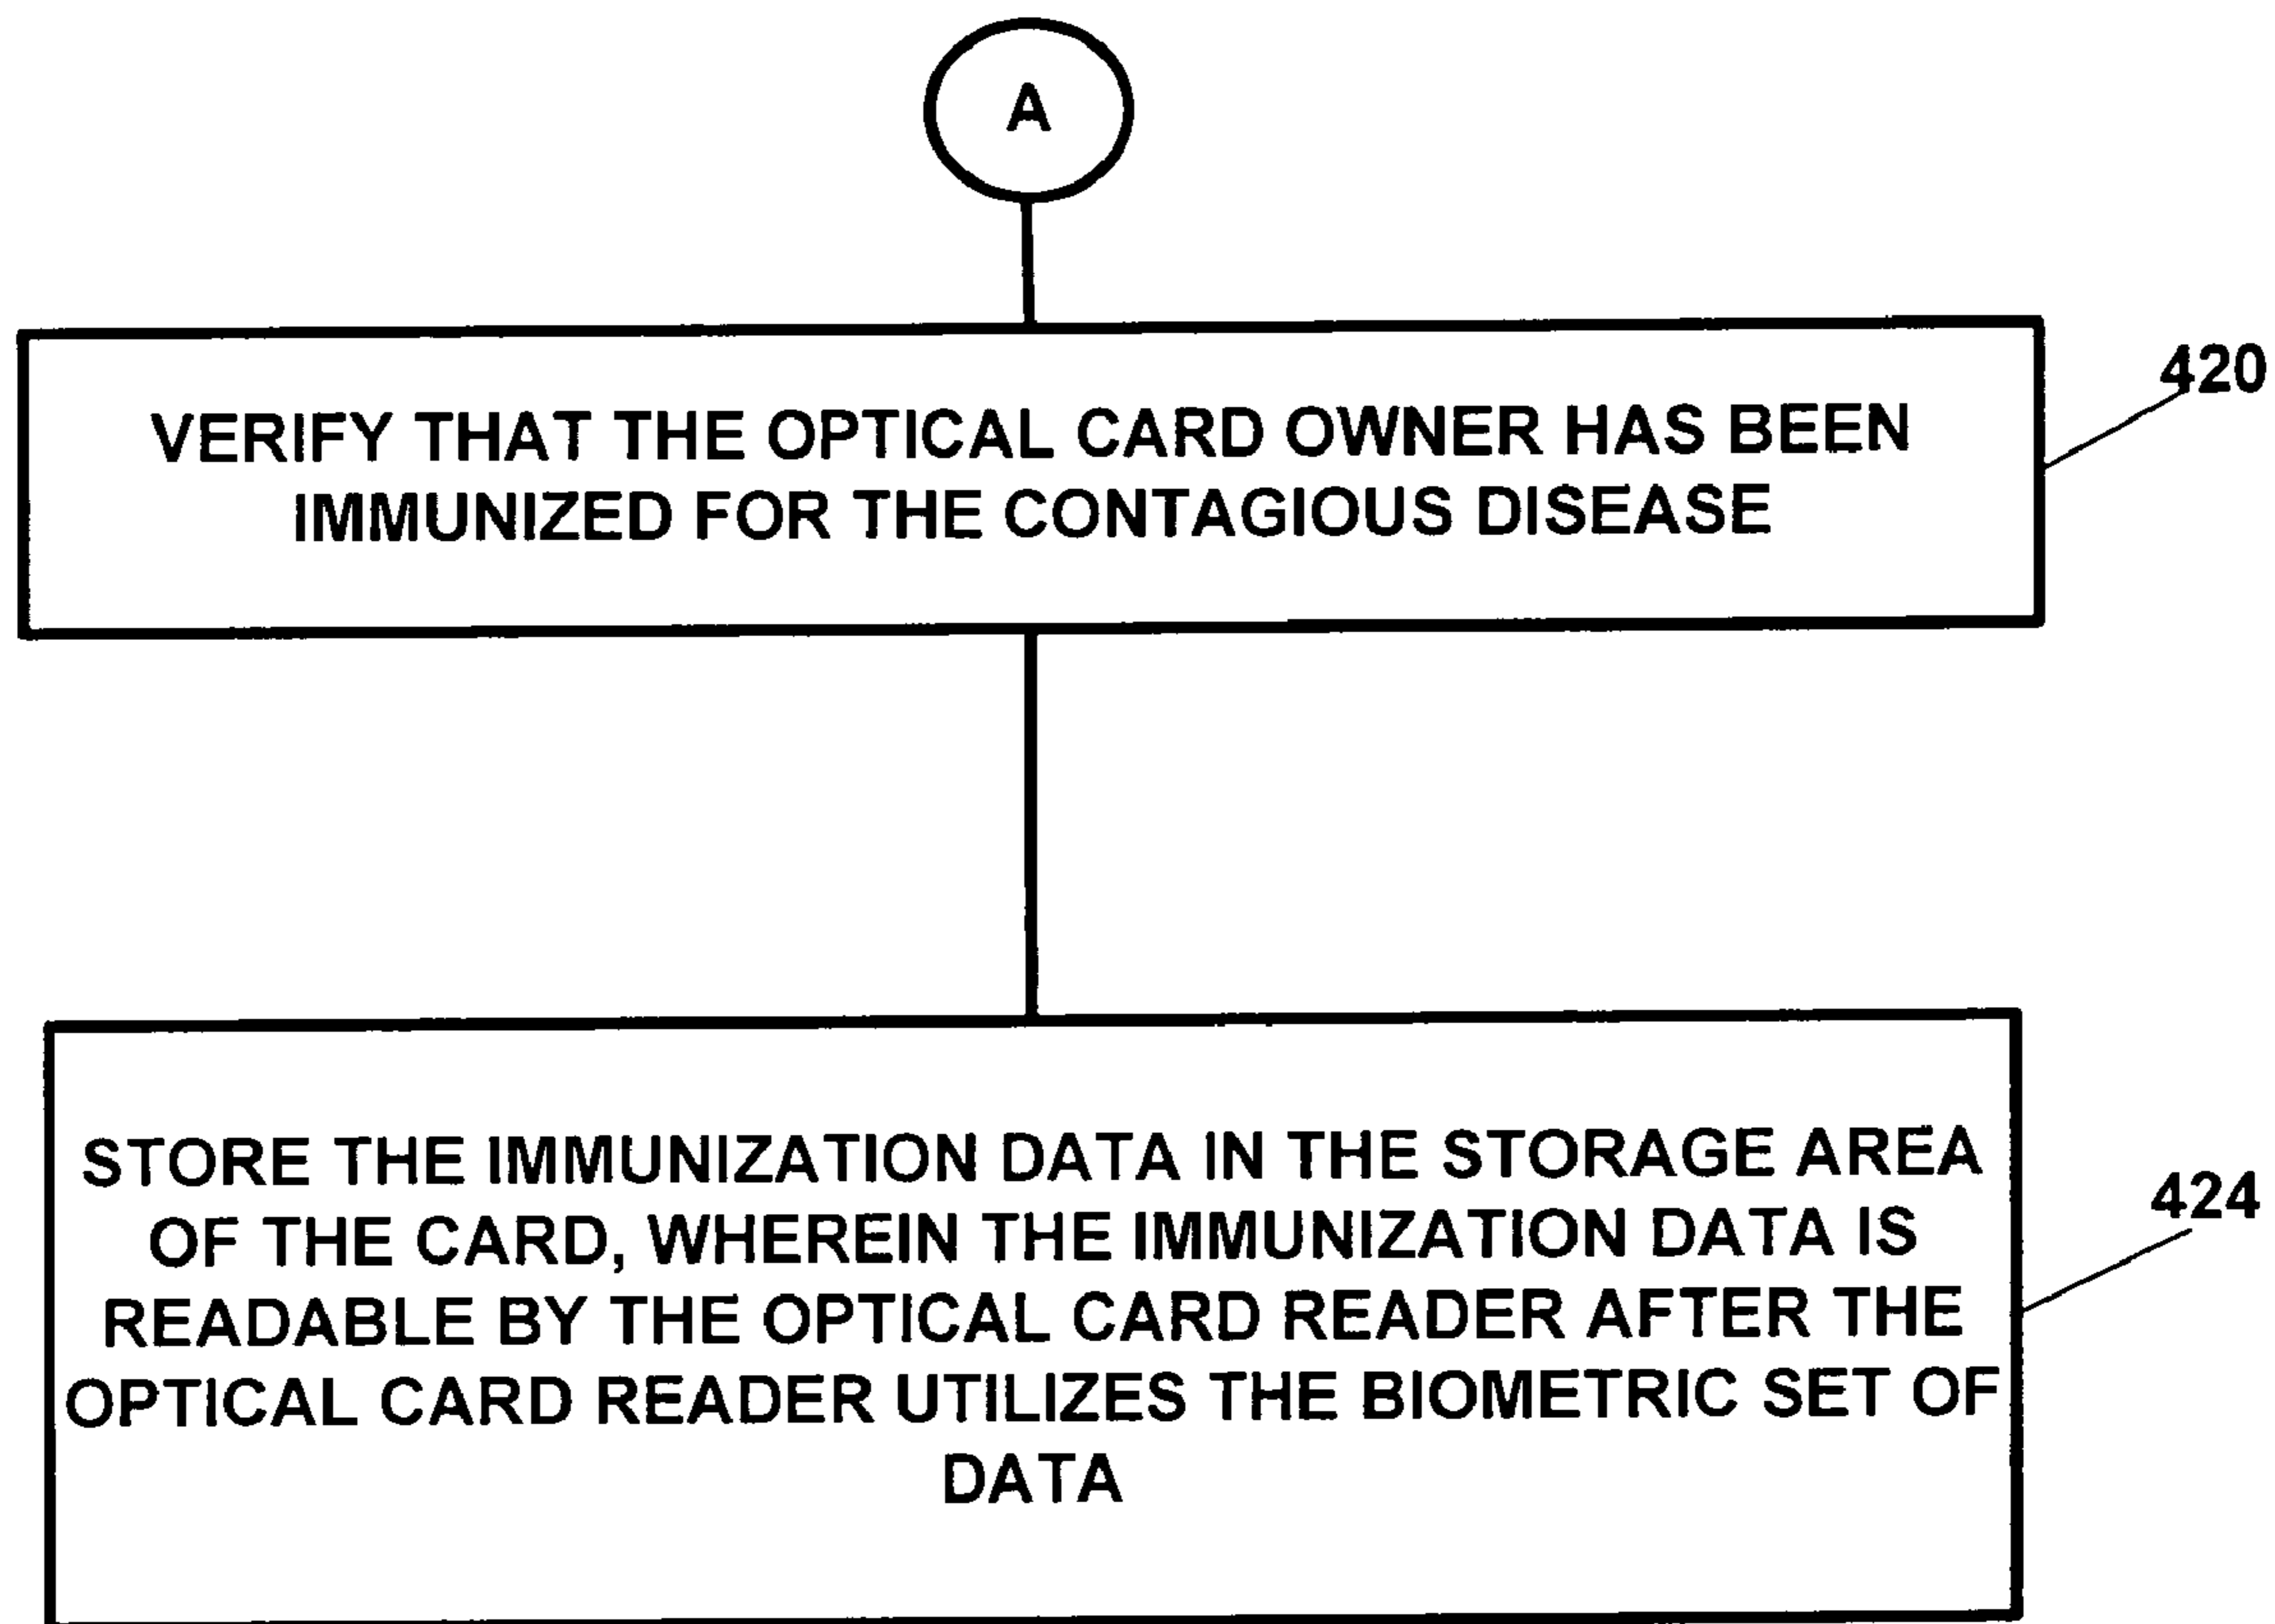 A
420
VERIFY THAT THE OPTICAL CARD OWNER HAS BEEN
IMMUNIZED FOR THE CONTAGIOUS DISEASE
STORE THE IMMUNIZATION DATA IN THE STORAGE AREA
424
OF THE CARD, WHEREIN THE IMMUNIZATION DATA IS
READABLE BY THE OPTICAL CARD READER AFTER THE
OPTICAL CARD READER UTILIZES THE BIOMETRIC SET OF
DATA